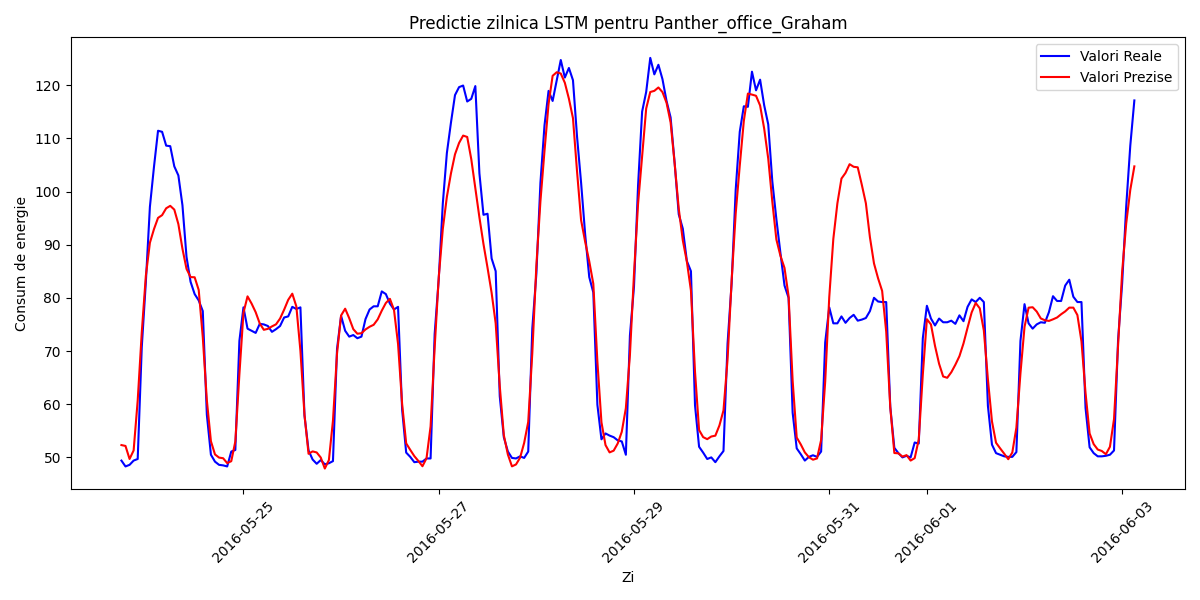 Predictie zilnica LSTM pentru Panther_office_Graham
Valori Reale
Valori Prezise
Consum de energie
120
110
100
90
80
70
60
50
2016-05-25
2016-05-27
2016-05-29
2016-05-31
2016-06-01
2016-06-03
Zi